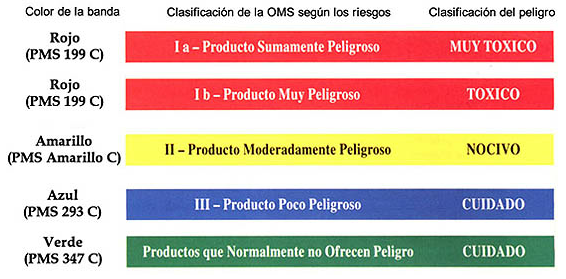 Color de la banda Clasificación de la OMS según los riesgos Clasificación del peligro
Rojo
(PMS 199 C) I a – Producto Sumamente Peligroso MUY TOXICO
Rojo
(PMS 199 C) I b – Producto Muy Peligroso TOXICO
Amarillo
(PMS Amarillo C) II – Producto Moderadamente Peligroso NOCIVO
Azul
(PMS 293 C) III – Producto Poco Peligroso CUIDADO
Verde
(PMS 347 C) Productos que Normalmente no Ofrecen Peligro CUIDADO